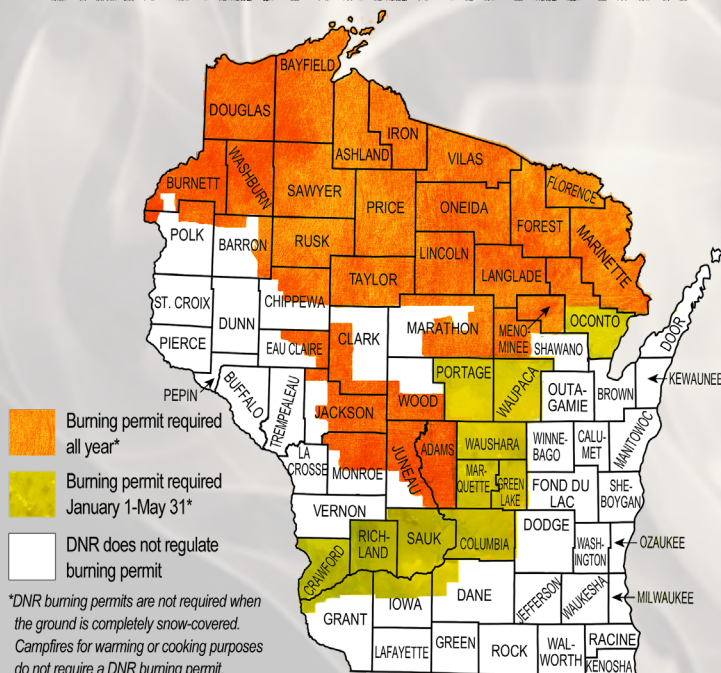 BAYFIELD
DOUGLAS
IRON
ASHLAND
VILAS
WASHBURN
BURNETT
SAWYER
FLORENCE
PRICE
ONEIDA
FOREST
MARINETTE
POLK
BARRON
RUSK
LINCOLN
LANGLADE
TAYLOR
ST. CROIX
CHIPPEWA
DUNN
CLARK
MARATHON
MENO-
MINEE
OCONTO
DOOR
PIERCE
EAU CLAIRE
SHAWANO
PEPIN
BUFFALO
TREMPEALEAU
PORTAGE
WAUPACA
OUTA-
GAMIE
BROWN
KEWAUNEE
JACKSON
WOOD
Burning permit required
all year*
LA
CROSSE
MONROE
JUNEAU
ADAMS
WAUSHARA
WINNE-
BAGO
CALU-
MET
MANITOWOC
MAR-
QUETTE
GREEN
LAKE
FOND DU
LAC
SHE-
BOYGAN
Burning permit required
January 1-May 31*
VERNON
DNR does not regulate
burning permit
CRAWFORD
RICH-
LAND
SAUK
COLUMBIA
DODGE
WASH-
INGTON
OZAUKEE
GRANT
IOWA
DANE
JEFFERSON
WAUKESHA
MILWAUKEE
LAFAYETTE
GREEN
ROCK
WAL-
WORTH
RACINE
KENOSHA
*DNR burning permits are not required when
the ground is completely snow-covered.
Campfires for warming or cooking purposes
do not require a DNR burning permit.